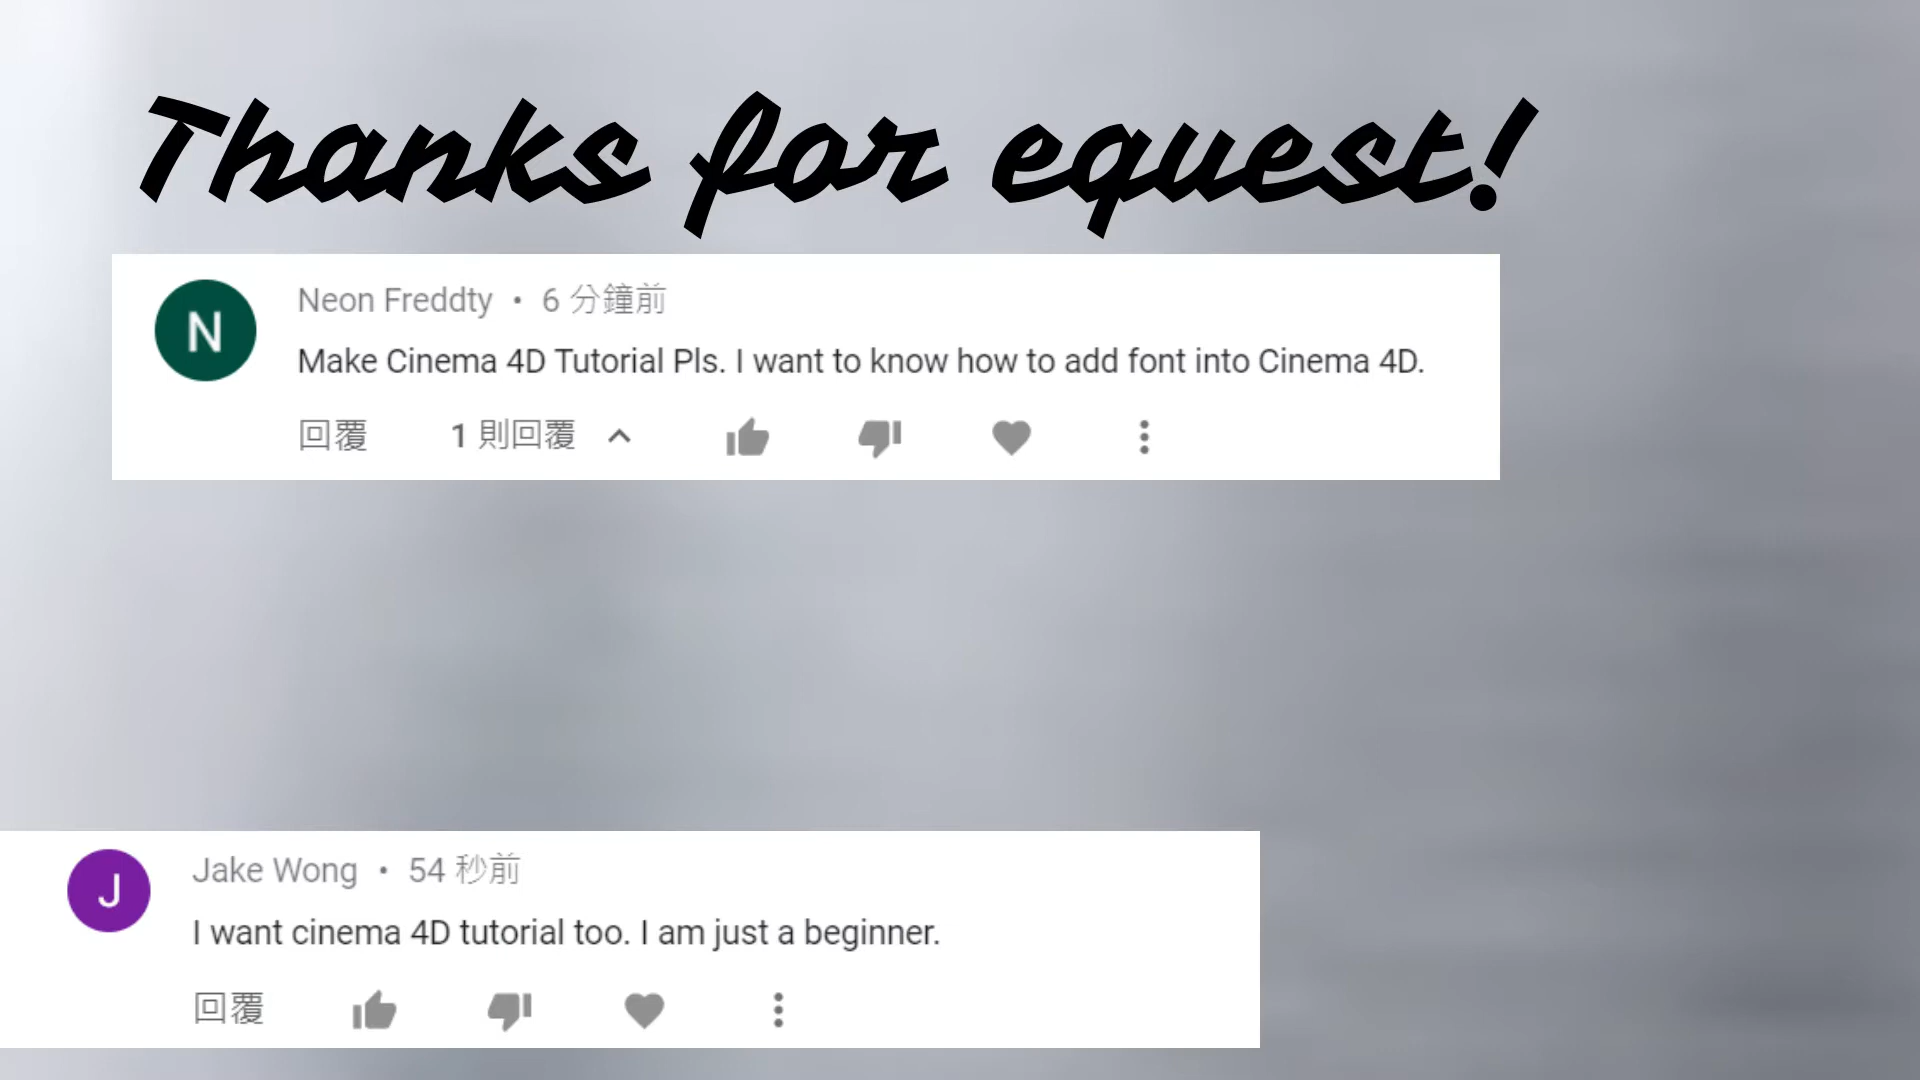 Thanks for equest!
N
Neon Freddty • 6 分鐘前
Make Cinema 4D Tutorial Pls. I want to know how to add font into Cinema 4D.
回覆 1 則回覆
J
Jake Wong • 54 秒前
I want cinema 4D tutorial too. I am just a beginner.
回覆